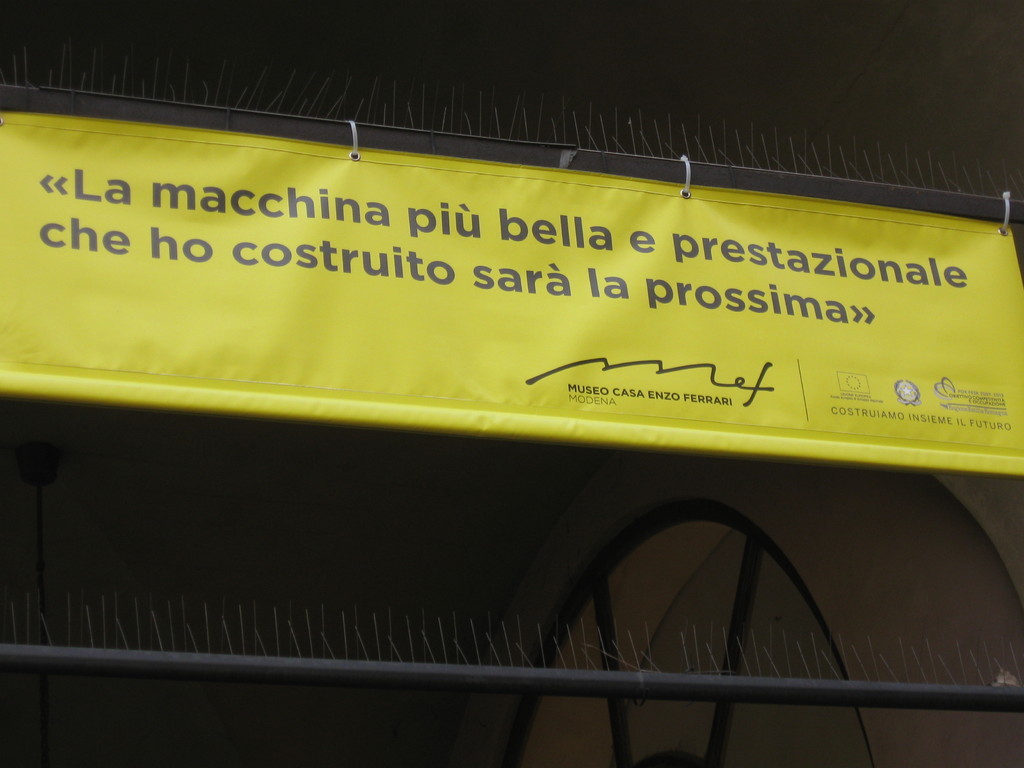 «La macchina più bella e prestazionale
che ho costruito sarà la prossima»
mef
MUSEO CASA ENZO FERRARI
MODENA
COSTRUIAMO INSIEME IL FUTURO